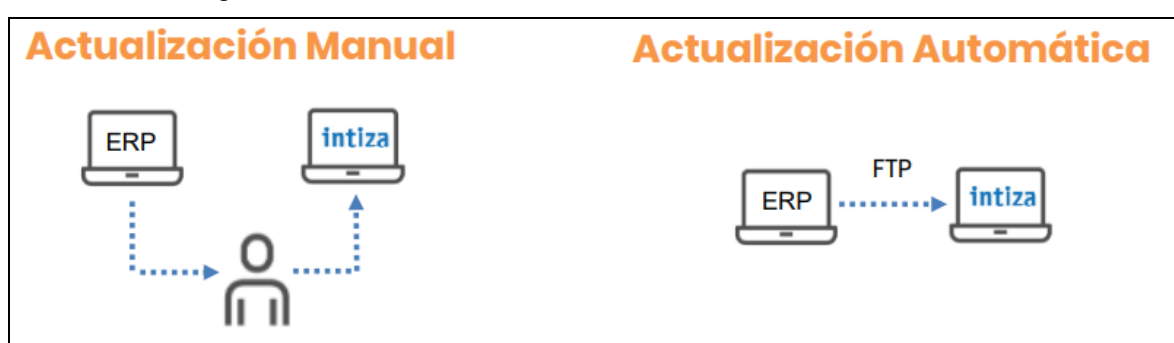 Actualización Manual
ERP
intiza
Actualización Automática
FTP
ERP
intiza